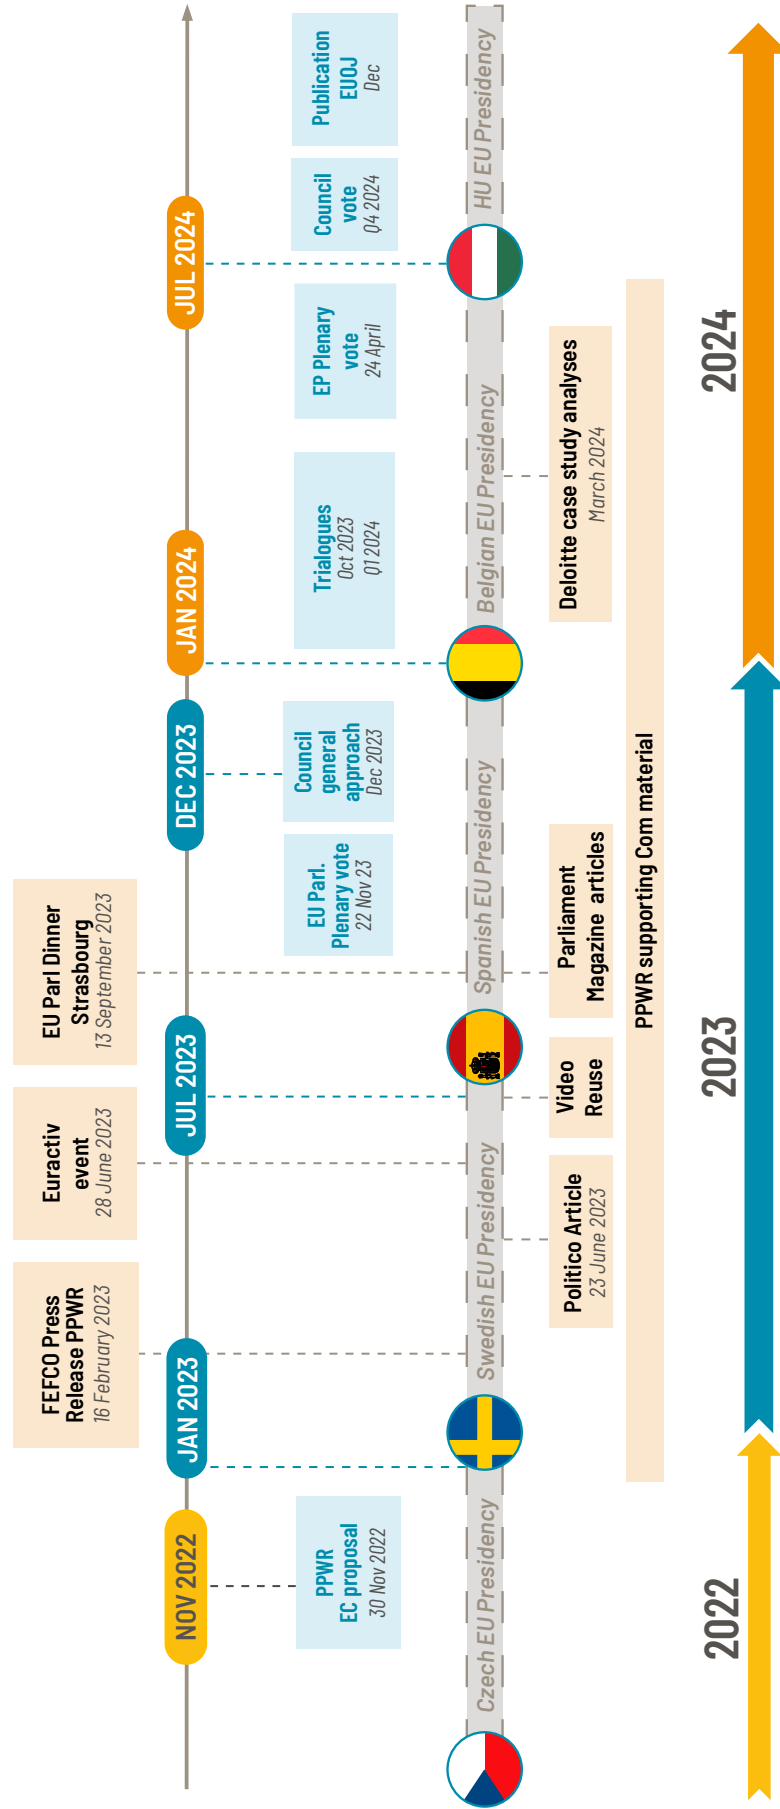 FEFCO Press
Release PPWR
16 February 2023
Euractiv
event
28 June 2023
EU Parl Dinner
Strasbourg
13 September 2023
NOV 2022
JAN 2023
JUL 2023
DEC 2023
JAN 2024
JUL 2024
PPWR
EC proposal
30 Nov 2022
EU Parl.
Plenary vote
22 Nov 23
Council
general
approach
Dec 2023
Trialogues
Oct 2023
Q1 2024
EP Plenary
vote
24 April
Council
vote
Q4 2024
Publication
EUOJ
Dec
Czech EU Presidency
Swedish EU Presidency
Spanish EU Presidency
Belgian EU Presidency
HU EU Presidency
Politico Article
23 June 2023
Video
Reuse
Parliament
Magazine articles
Deloitte case study analyses
March 2024
PPWR supporting Com material
2022
2023
2024